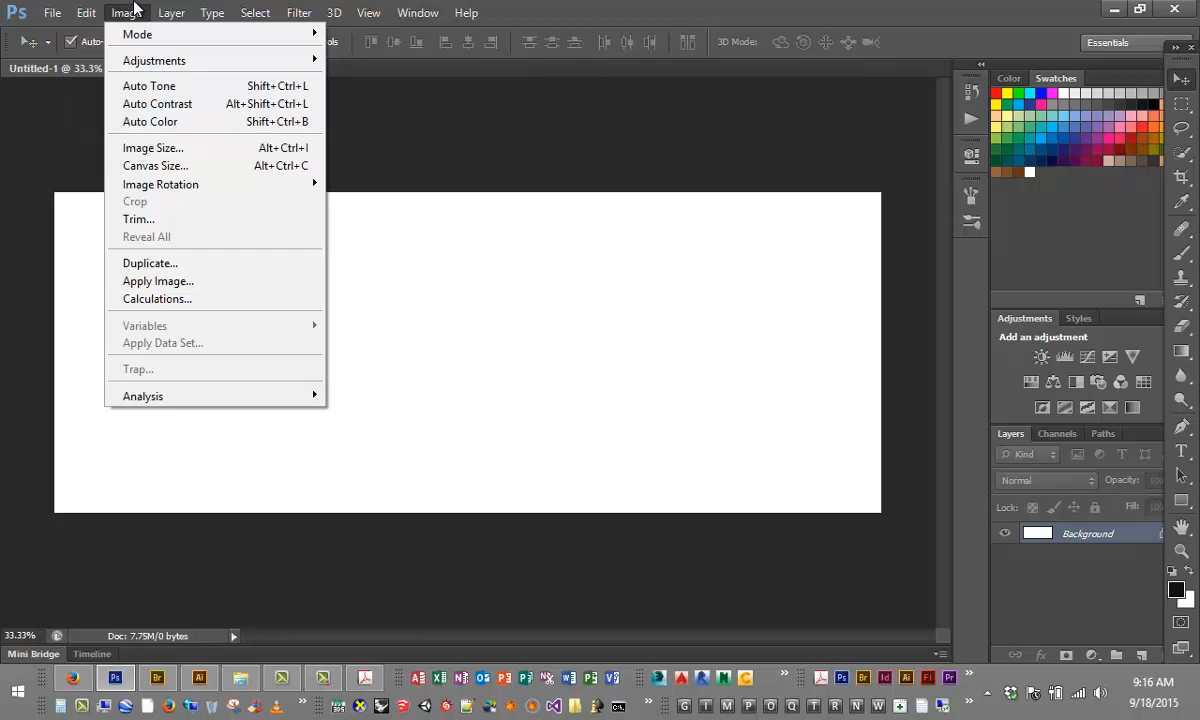 Ps File Edit Image Layer Type Select Filter 3D View Window Help
Auto- 3D Mode: Essentials
Untitled-1 @ 33.3%
Mode
Adjustments
Auto Tone Shift+Ctrl+L
Auto Contrast Alt+Shift+Ctrl+L
Auto Color Shift+Ctrl+B
Image Size... Alt+Ctrl+I
Canvas Size... Alt+Ctrl+C
Image Rotation
Crop
Trim...
Reveal All
Duplicate...
Apply Image...
Calculations...
Variables
Apply Data Set...
Trap...
Analysis
Color Swatches
Adjustments Styles
Add an adjustment
Layers Channels Paths
Kind
Normal Opacity: 100
Lock: Fill:
Background
33.33% Doc: 7.75M/0 bytes
Mini Bridge Timeline
9:16 AM
9/18/2015